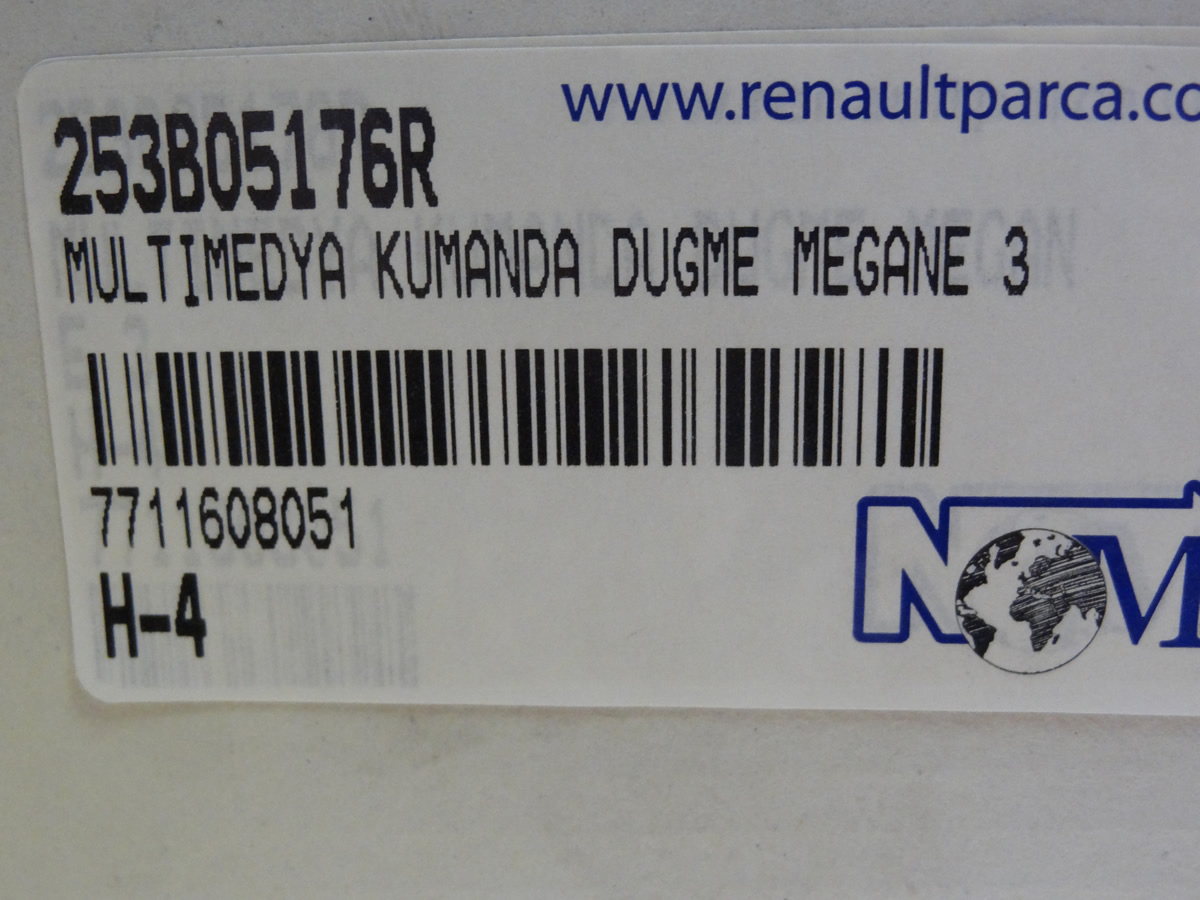 www.renaultparca.co
253B05176R
MULTIMEDYA KUMANDA DUGME MEGANE 3
7711608051
H-4